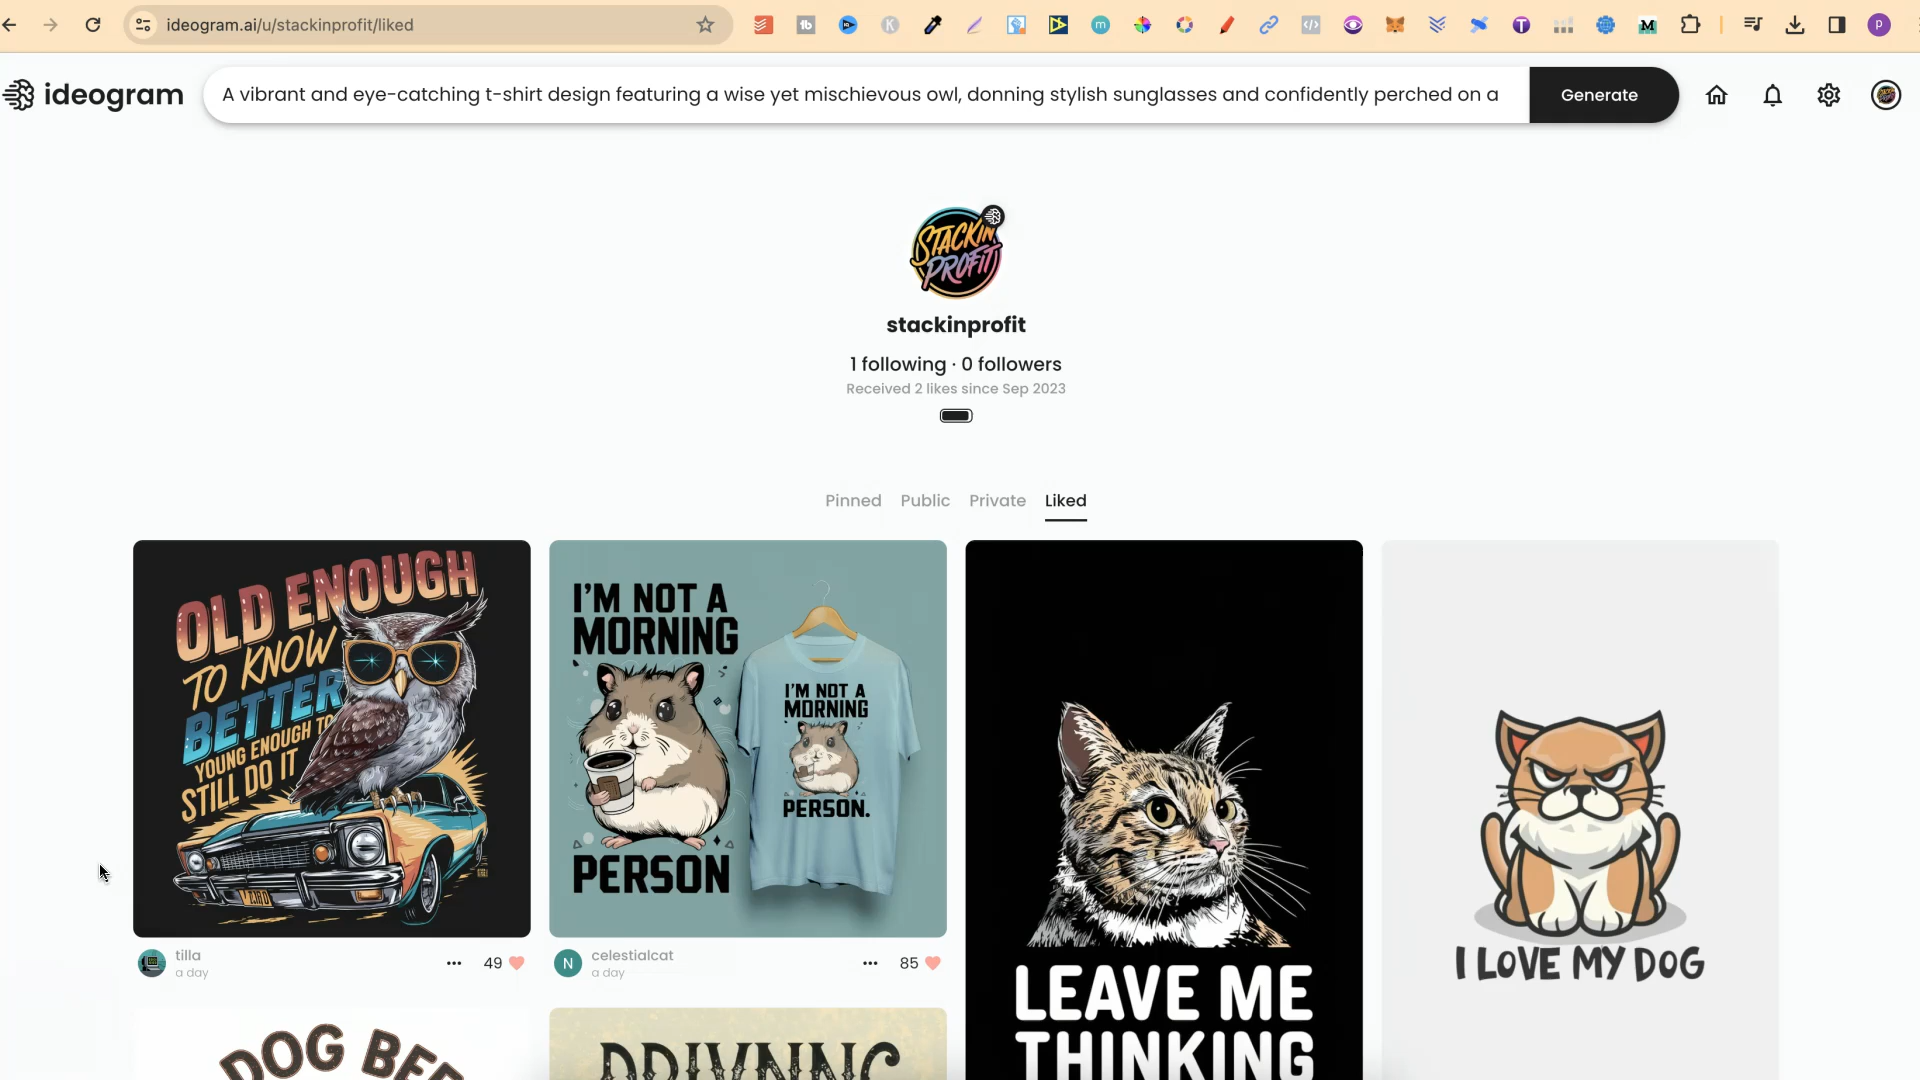 ideogram.ai/u/stackinprofit/liked
ideogram
A vibrant and eye-catching t-shirt design featuring a wise yet mischievous owl, donning stylish sunglasses and confidently perched on a
Generate
STACKIN
PROFIT
stackinprofit
1 following · 0 followers
Received 2 likes since Sep 2023
Pinned
Public
Private
Liked
OLD ENOUGH
TO KNOW
BETTER
YOUNG ENOUGH TO
STILL DO IT
tilla
a day
49
I'M NOT A
MORNING
PERSON
I'M NOT A
MORNING
PERSON.
N
celestialcat
a day
85
LEAVE ME
THINKING
I LOVE MY DOG
DOG BEE